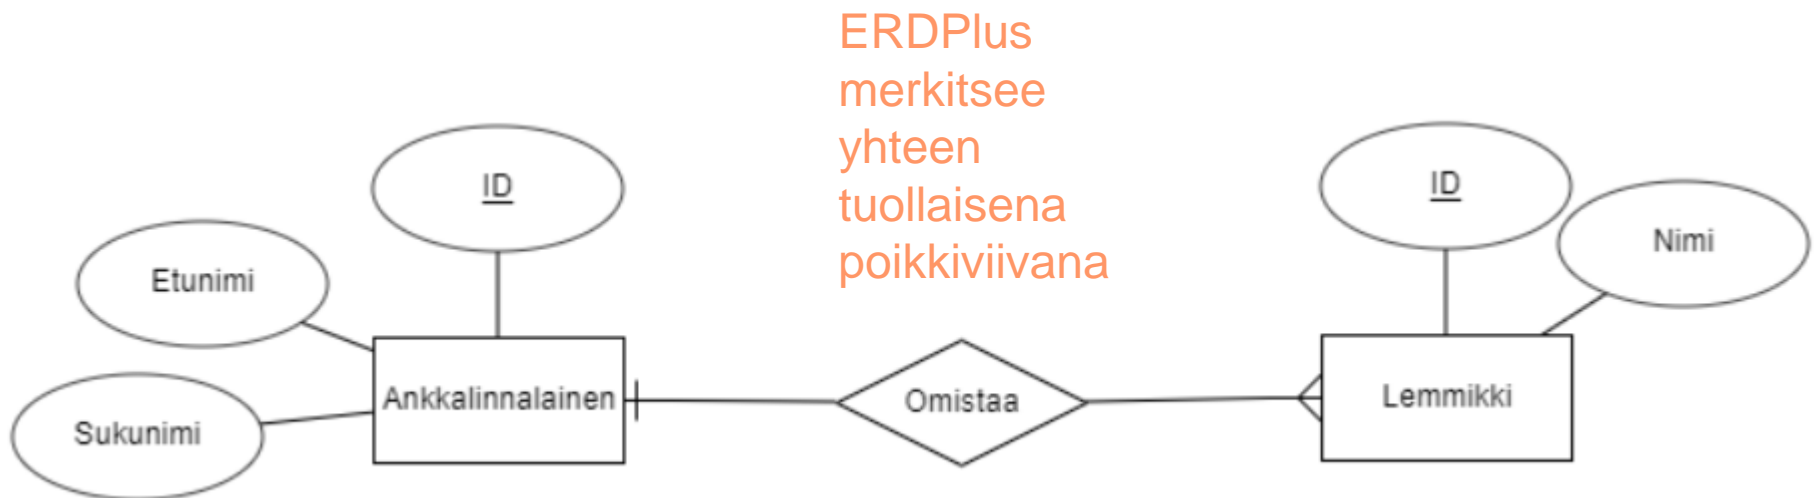 ERDPlus
merkitsee
yhteen
tuollaisena
poikkiviivana
ID
Etunimi
Sukunimi
Ankkalinnalainen
Omistaa
ID
Nimi
Lemmikki